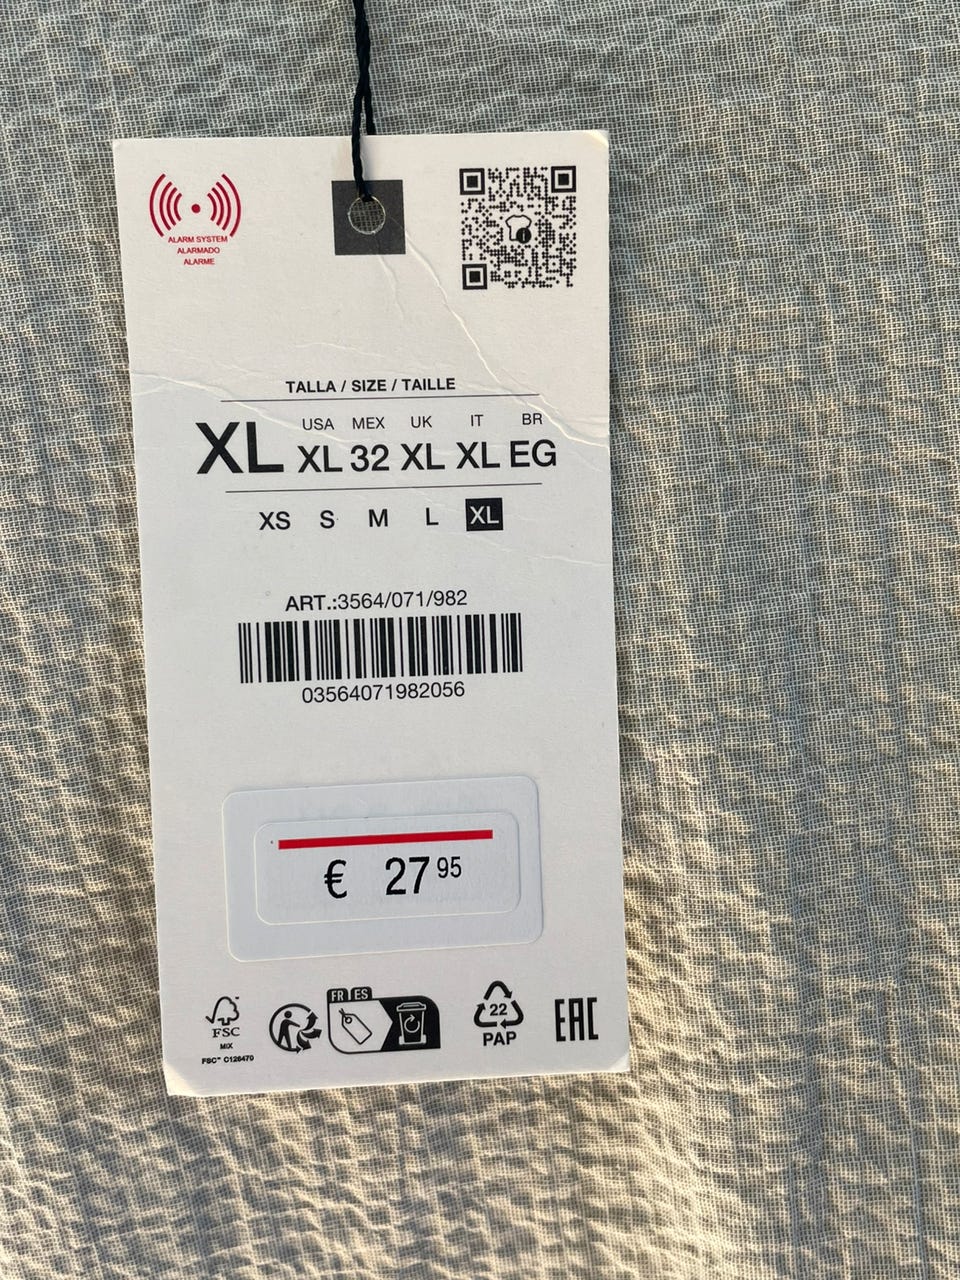 ALARM SYSTEM
ALARMADO
ALARME
TALLA / SIZE / TAILLE
USA MEX UK IT BR
XL XL 32 XL XL EG
XS S M L XL
ART.:3564/071/982
03564071982056
€ 27 95
FR ES
FSC
MIX
FSC™ C126470
22
PAP
EAC